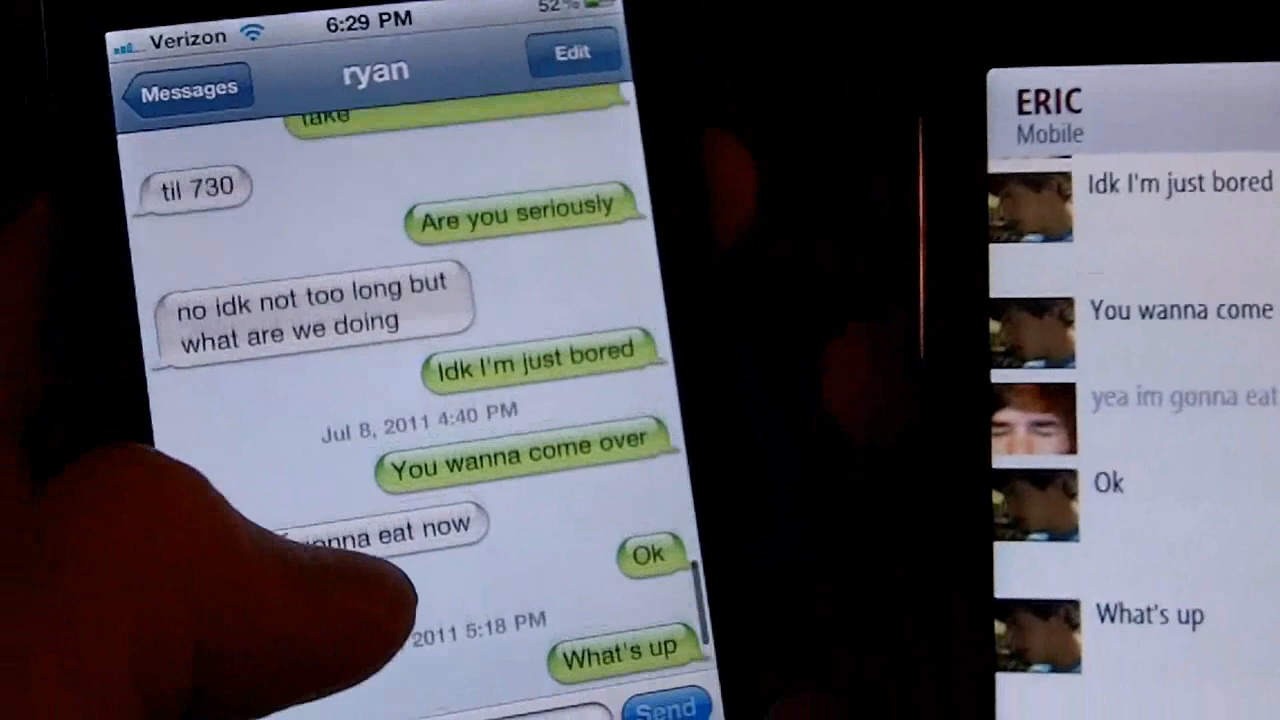 Verizon 6:29 PM 52%
Messages ryan Edit
Take
til 730
Are you seriously
no idk not too long but
what are we doing
Idk I'm just bored
Jul 8, 2011 4:40 PM
You wanna come over
gonna eat now
Ok
2011 5:18 PM
What's up
Send
ERIC
Mobile
Idk I'm just bored
You wanna come
yea im gonna eat
Ok
What's up